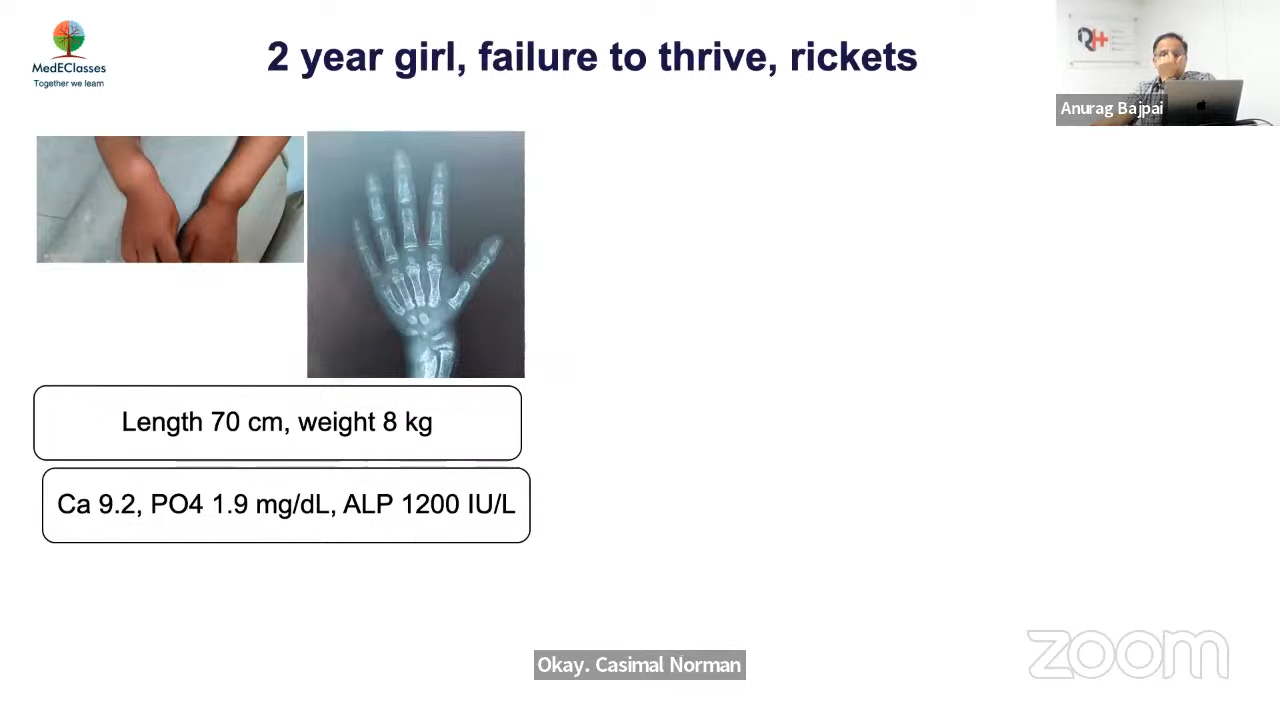 MedEClasses
Together we learn
2 year girl, failure to thrive, rickets
Anurag Bajpai
Length 70 cm, weight 8 kg
Ca 9.2, PO4 1.9 mg/dL, ALP 1200 IU/L
Okay. Casimal Norman
zoom